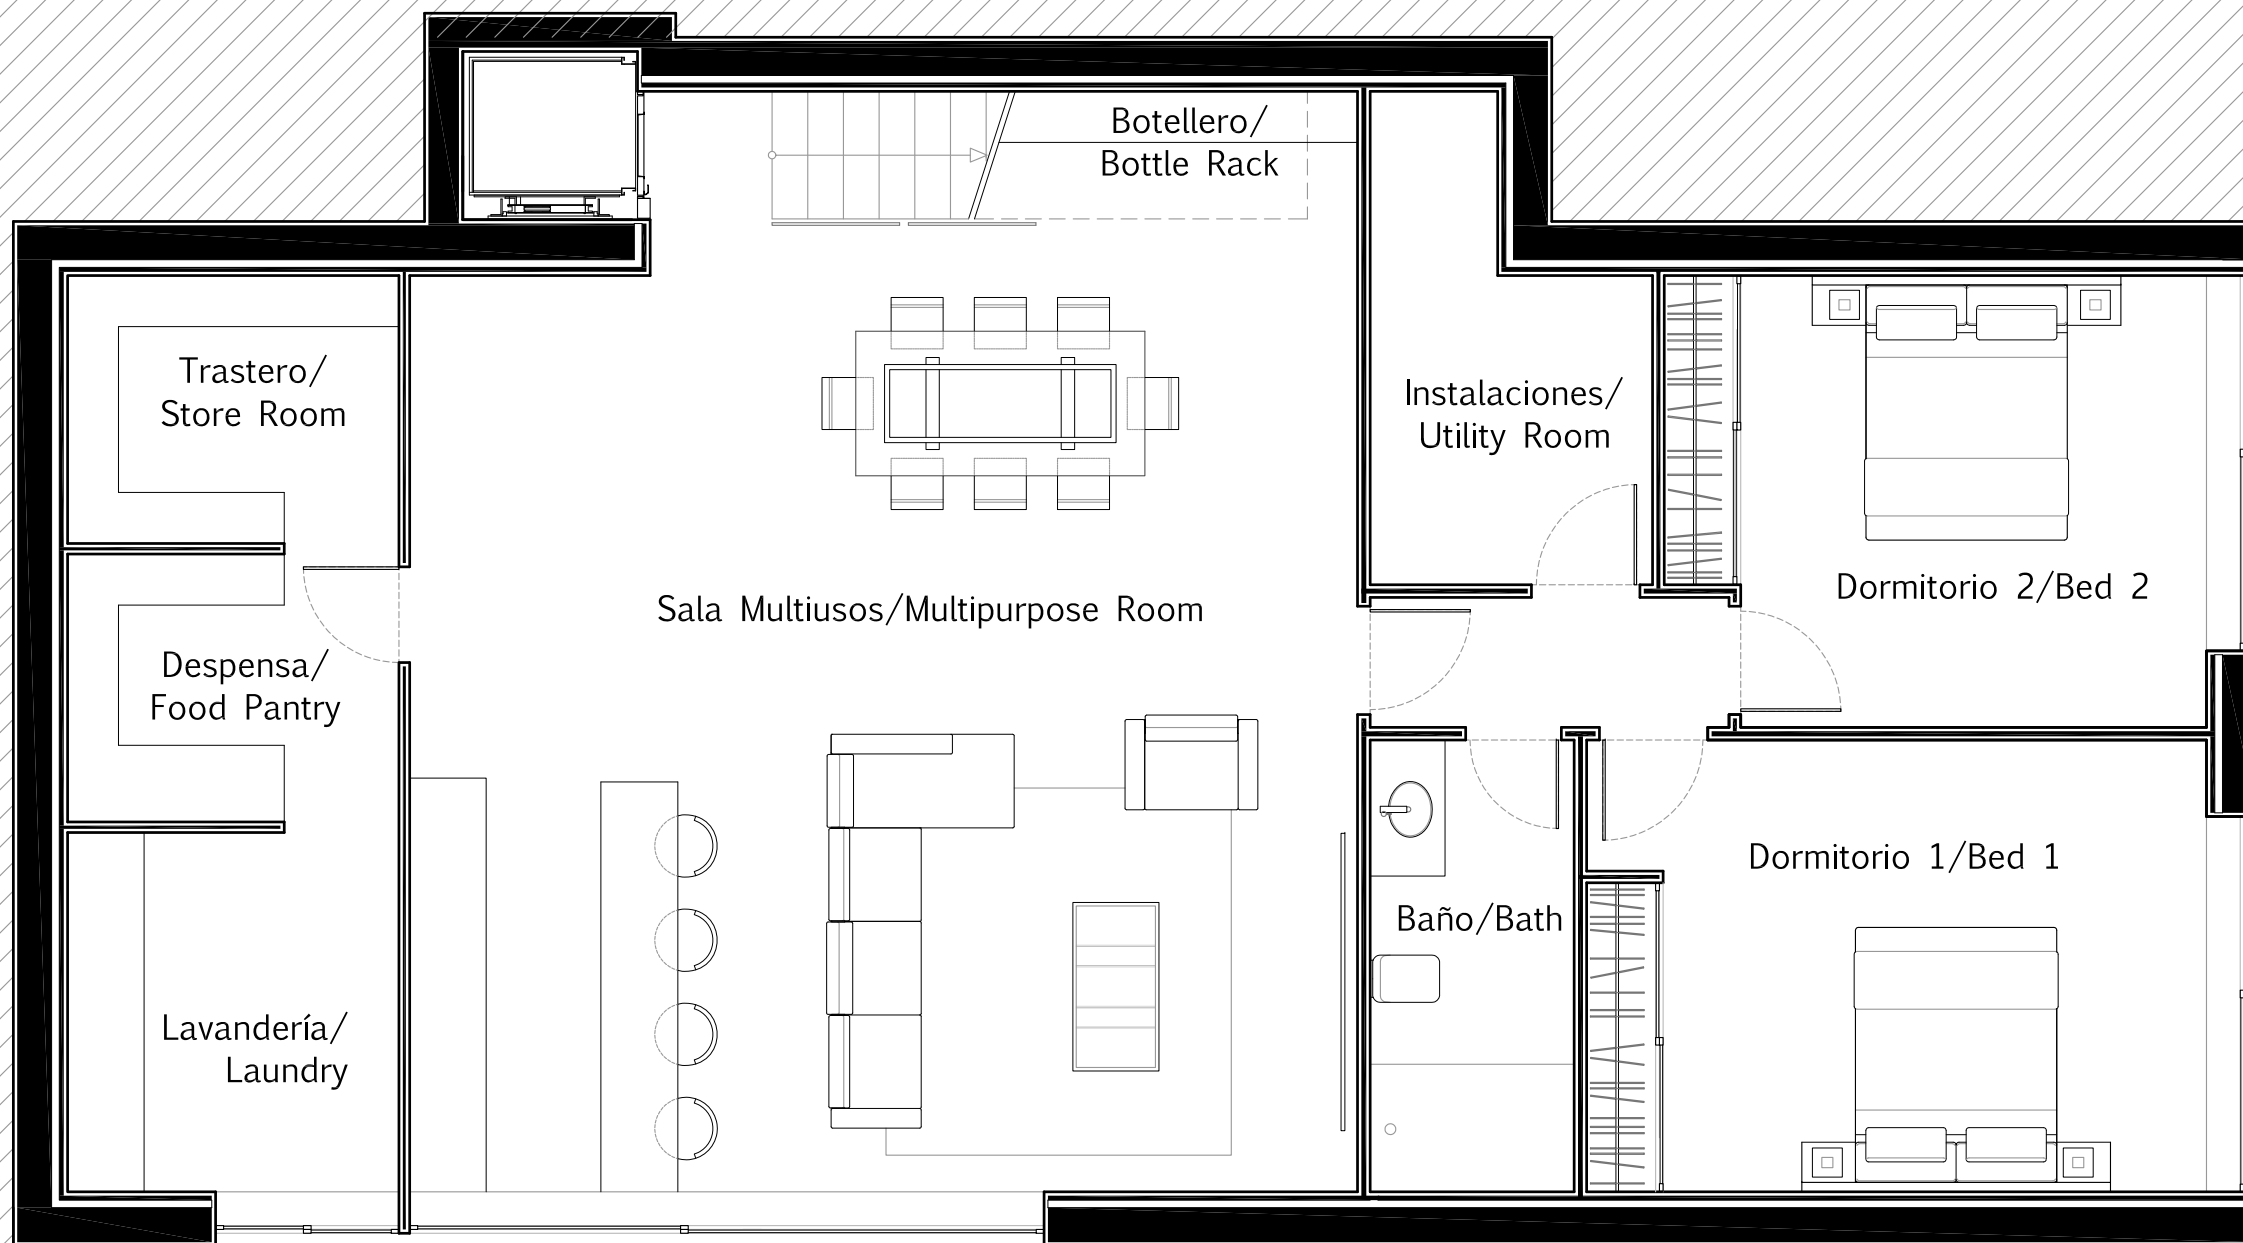 Botellero/
Bottle Rack
Trastero/
Store Room
Instalaciones/
Utility Room
Dormitorio 2/Bed 2
Sala Multiusos/Multipurpose Room
Despensa/
Food Pantry
Dormitorio 1/Bed 1
Baño/Bath
Lavandería/
Laundry